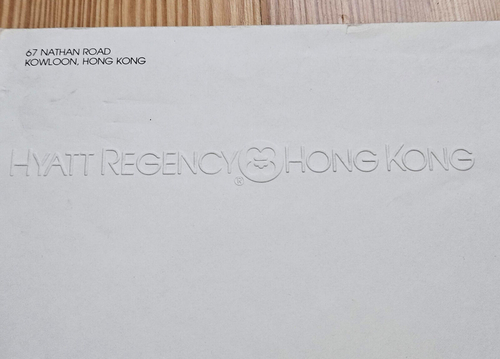 67 NATHAN ROAD
KOWLOON, HONG KONG
HYATT REGENCY® HONG KONG